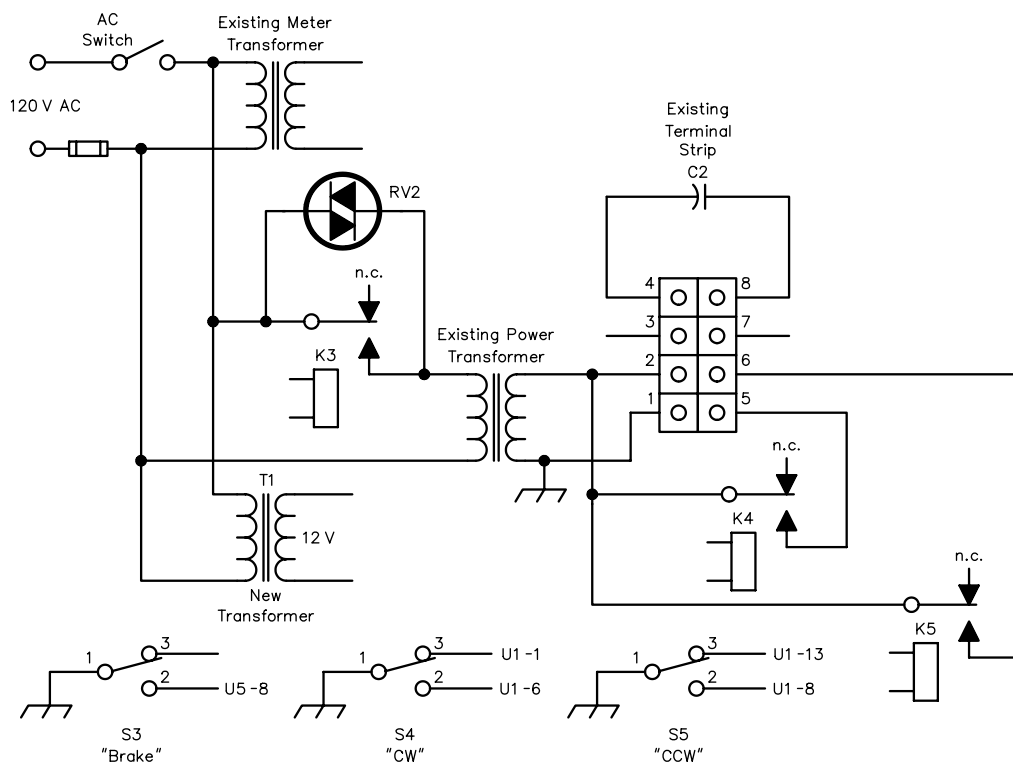 AC
Switch
Existing Meter
Transformer
120 V AC
Existing
Terminal
Strip
C2
RV2
n.c.
4
8
3
7
K3
Existing Power
Transformer
2
6
1
5
n.c.
T1
12 V
K4
n.c.
New
Transformer
K5
1
3
2
U5-8
S3
"Brake"
1
3
U1-1
2
U1-6
S4
"CW"
1
3
U1-13
2
U1-8
S5
"CCW"